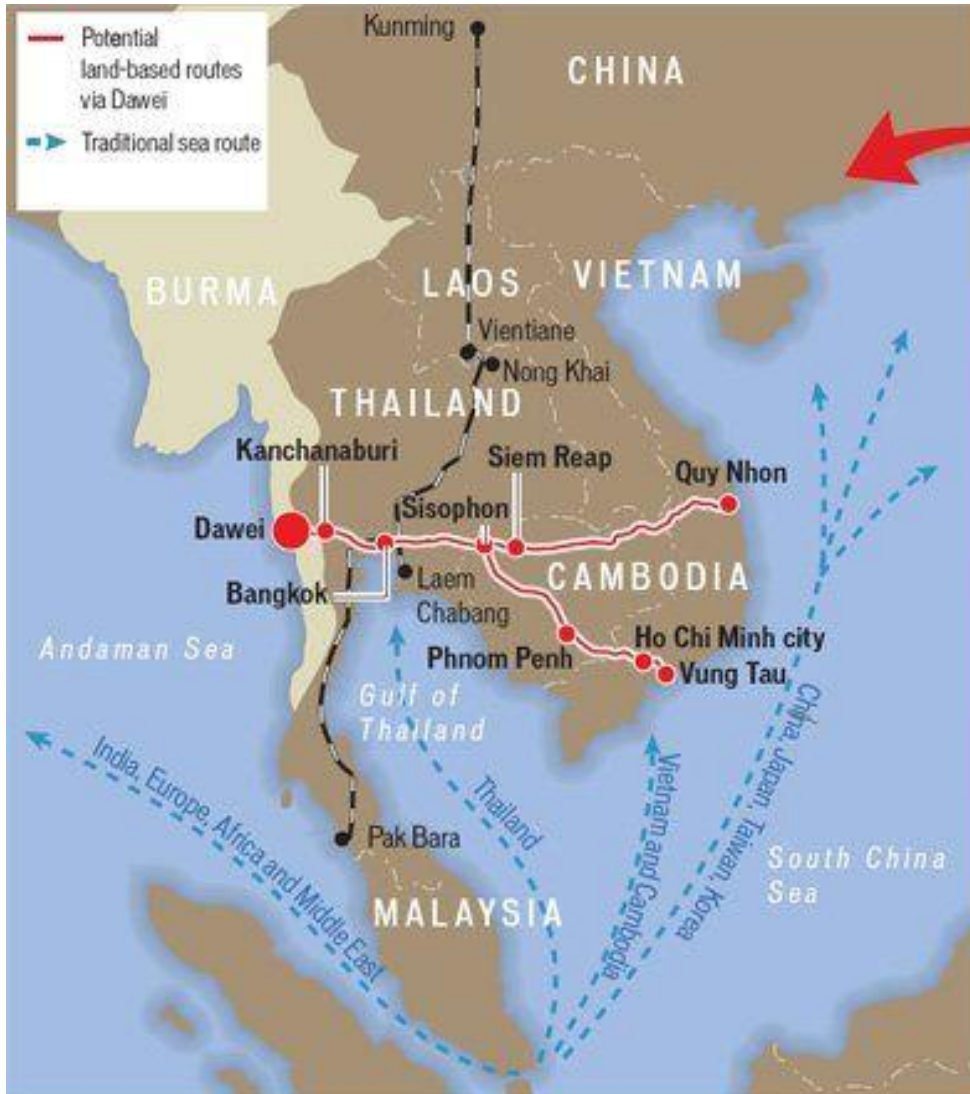 Potential
land-based routes
via Dawei
Traditional sea route
Kunming
CHINA
BURMA
LAOS
VIETNAM
Vientiane
Nong Khai
THAILAND
Kanchanaburi
Siem Reap
Quy Nhon
Sisophon
Dawei
Bangkok
Laem
Chabang
CAMBODIA
Andaman Sea
Phnom Penh
Ho Chi Minh city
Vung Tau
Gulf of
Thailand
India, Europe, Africa and Middle East
Thailand
Vietnam and Cambodia
China, Japan, Taiwan, Korea
Pak Bara
South China
Sea
MALAYSIA